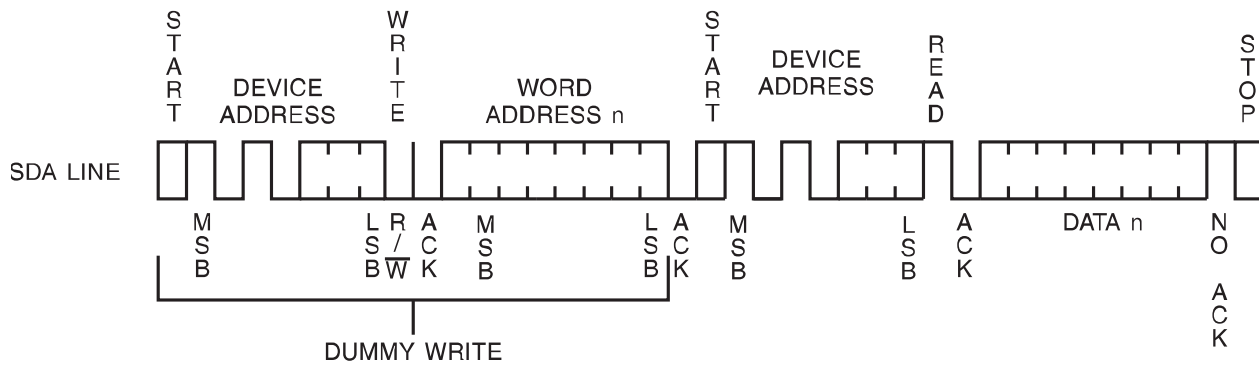 START
WRITE
START
READ
STOP
DEVICE
ADDRESS
WORD
ADDRESS n
DEVICE
ADDRESS
SDA LINE
MSB
LSB
R/W
ACK
MSB
LSB
ACK
MSB
LSB
ACK
DATA n
NO ACK
DUMMY WRITE